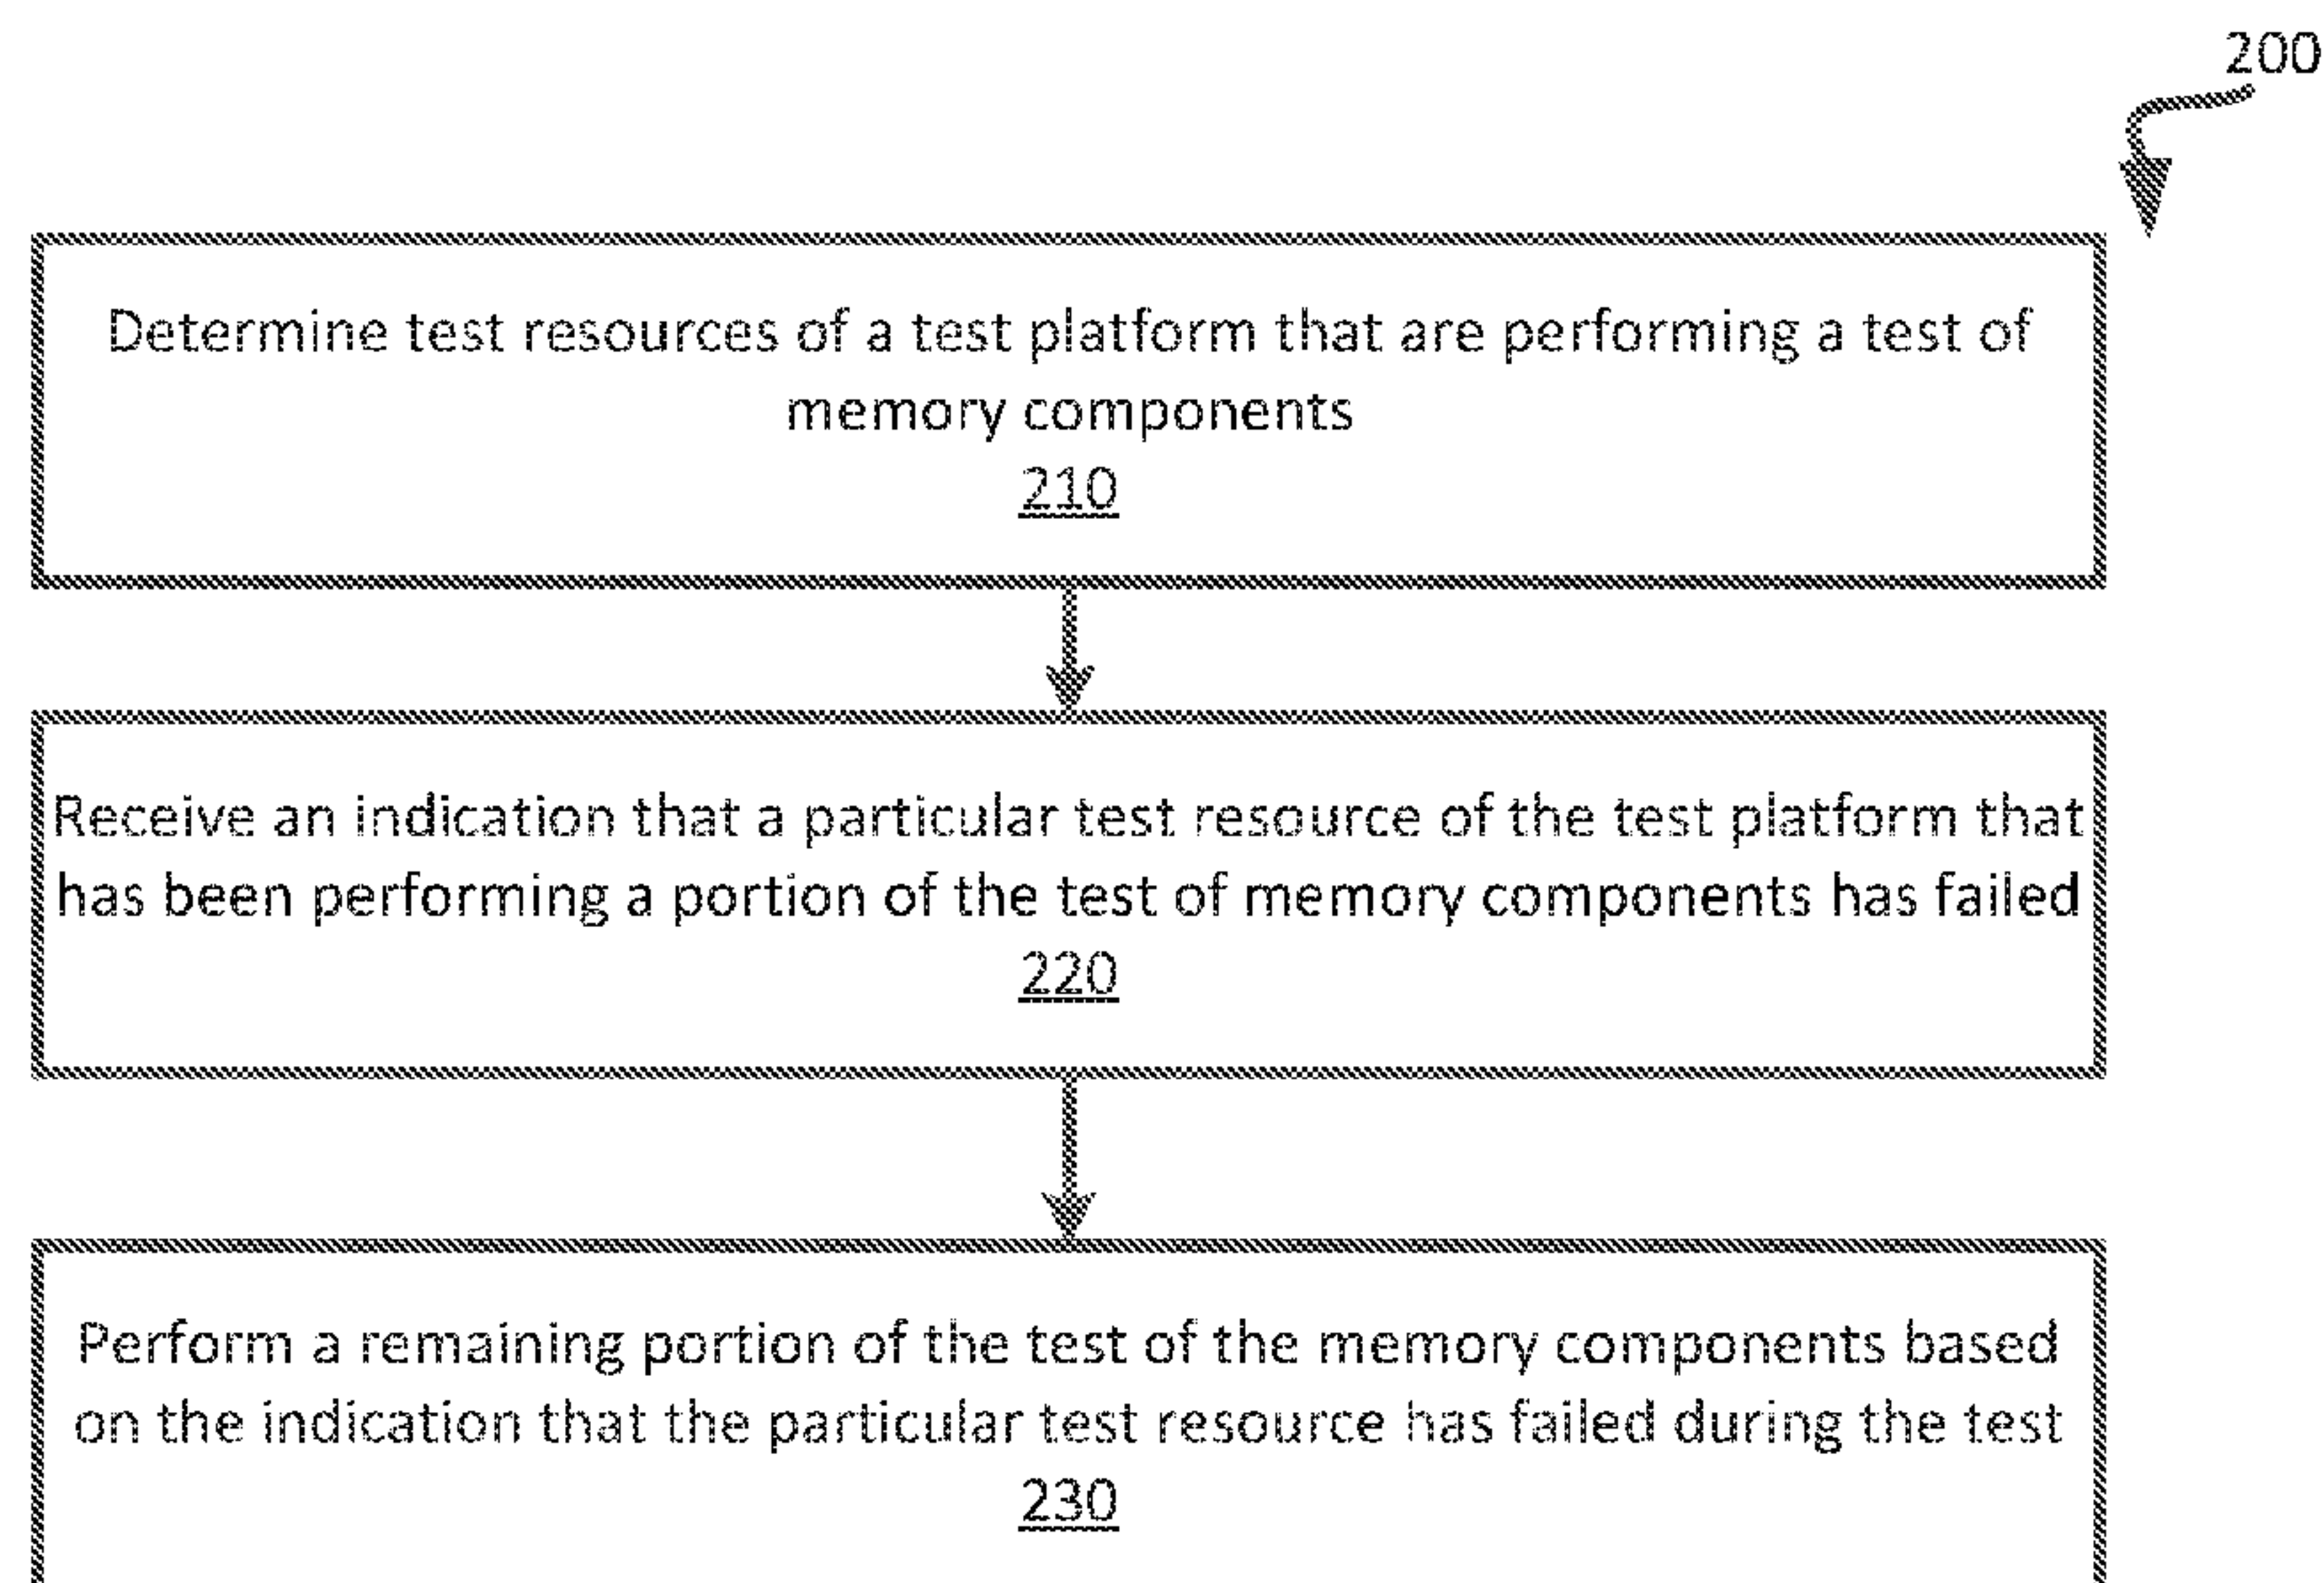 200
Determine test resources of a test platform that are performing a test of
memory components
210
Receive an indication that a particular test resource of the test platform that
has been performing a portion of the test of memory components has failed
220
Perform a remaining portion of the test of the memory components based
on the indication that the particular test resource has failed during the test
230